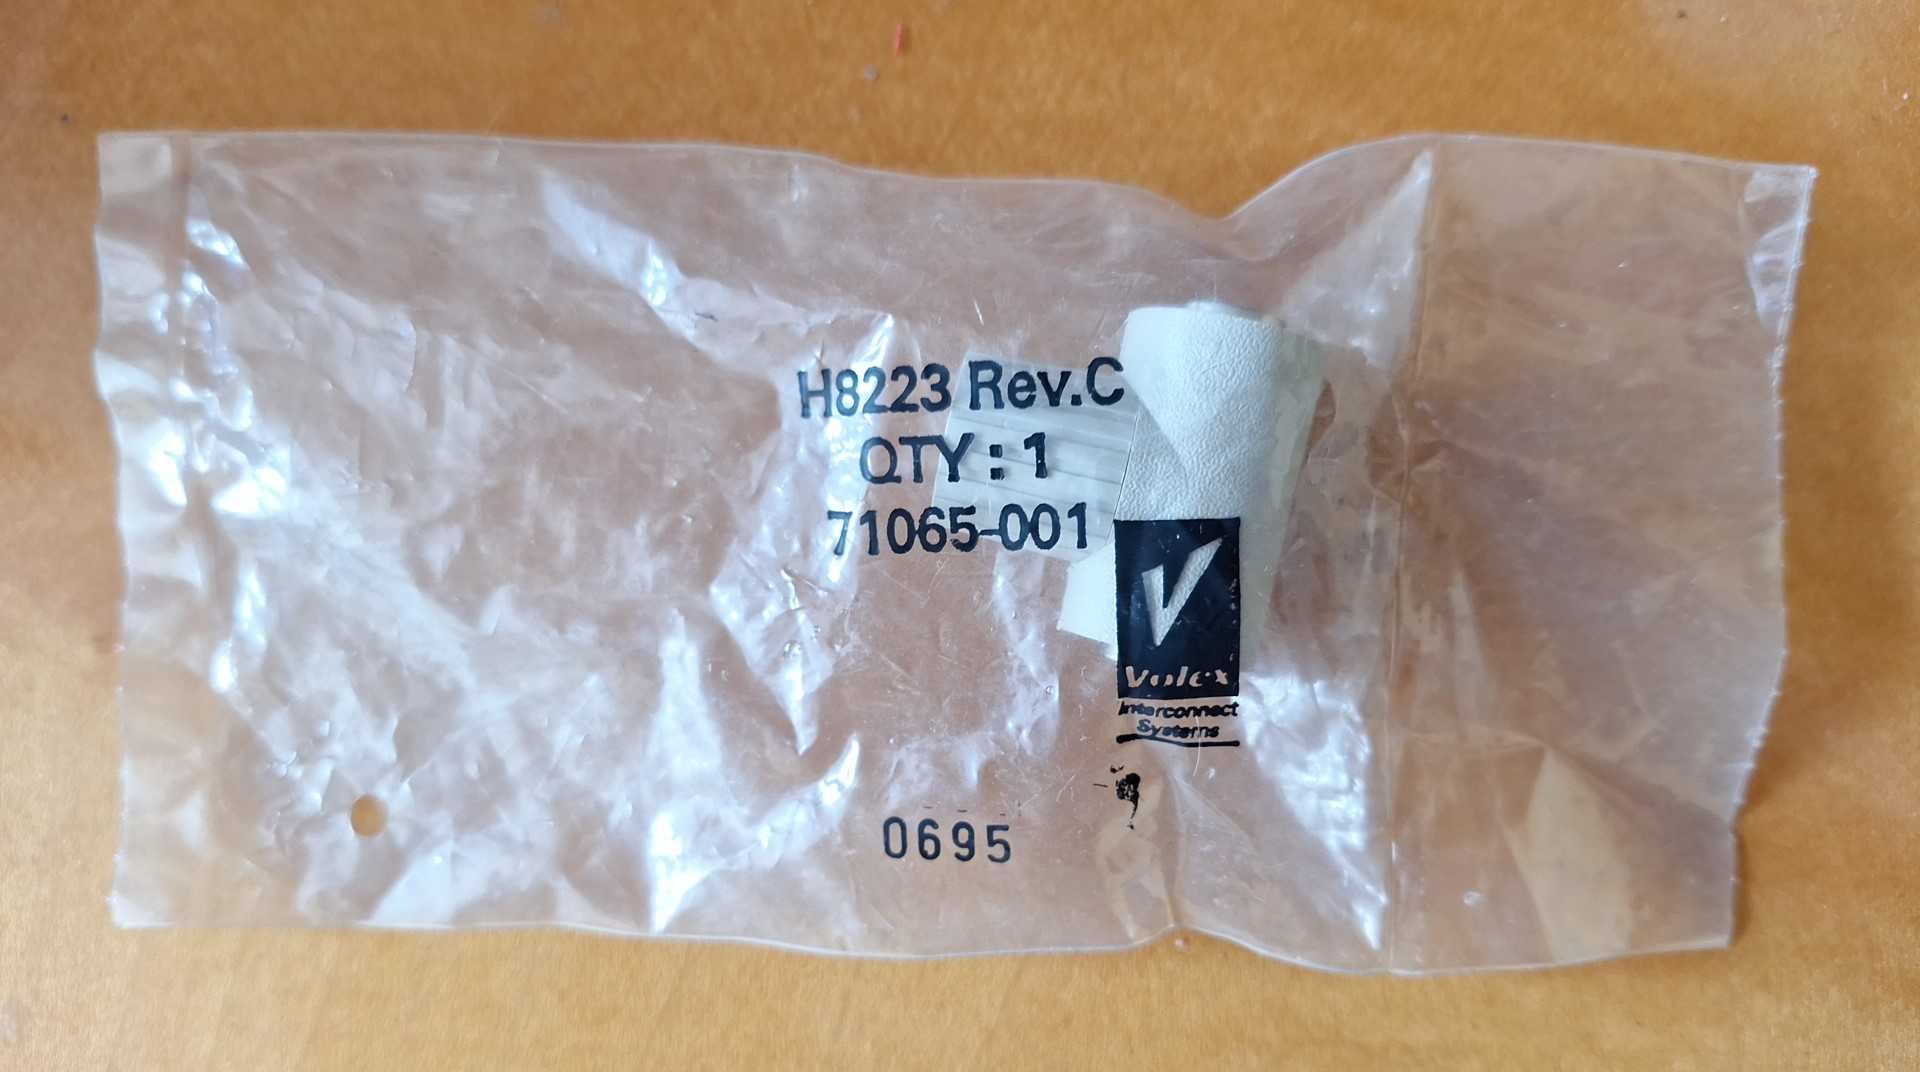 H8223 Rev.C
QTY : 1
71065-001
Volex
Interconnect
Systems
0695